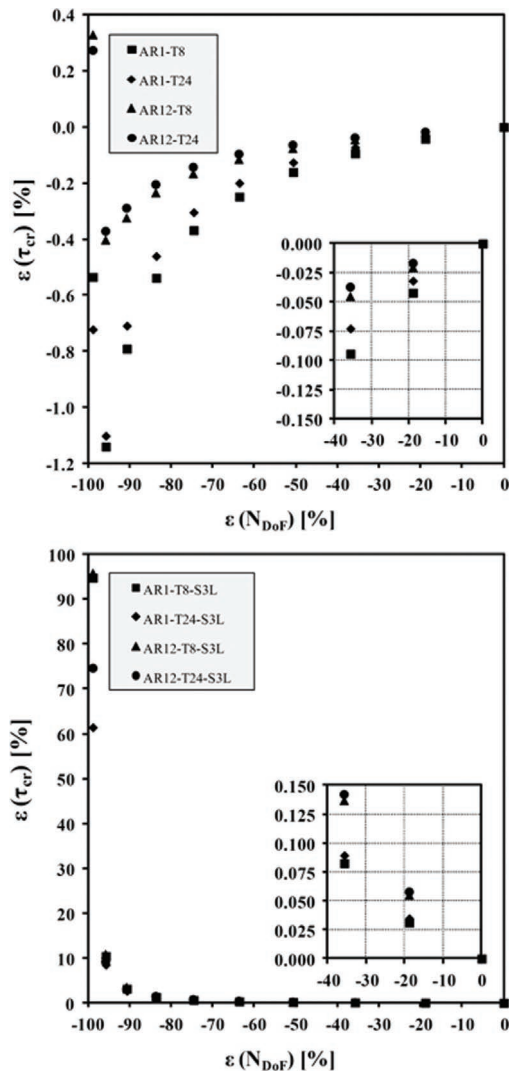 0.4
0.2
0.0
-0.2
-0.4
-0.6
-0.8
-1.0
-1.2
ε (τcr) [%]
AR1-T8
AR1-T24
AR12-T8
AR12-T24
0.000
-0.025
-0.050
-0.075
-0.100
-0.125
-0.150
-40 -30 -20 -10 0
-100 -90 -80 -70 -60 -50 -40 -30 -20 -10 0
ε (NDoF) [%]
100
90
80
70
60
50
40
30
20
10
0
ε (τcr) [%]
AR1-T8-S3L
AR1-T24-S3L
AR12-T8-S3L
AR12-T24-S3L
0.150
0.125
0.100
0.075
0.050
0.025
0.000
-40 -30 -20 -10 0
-100 -90 -80 -70 -60 -50 -40 -30 -20 -10 0
ε (NDoF) [%]